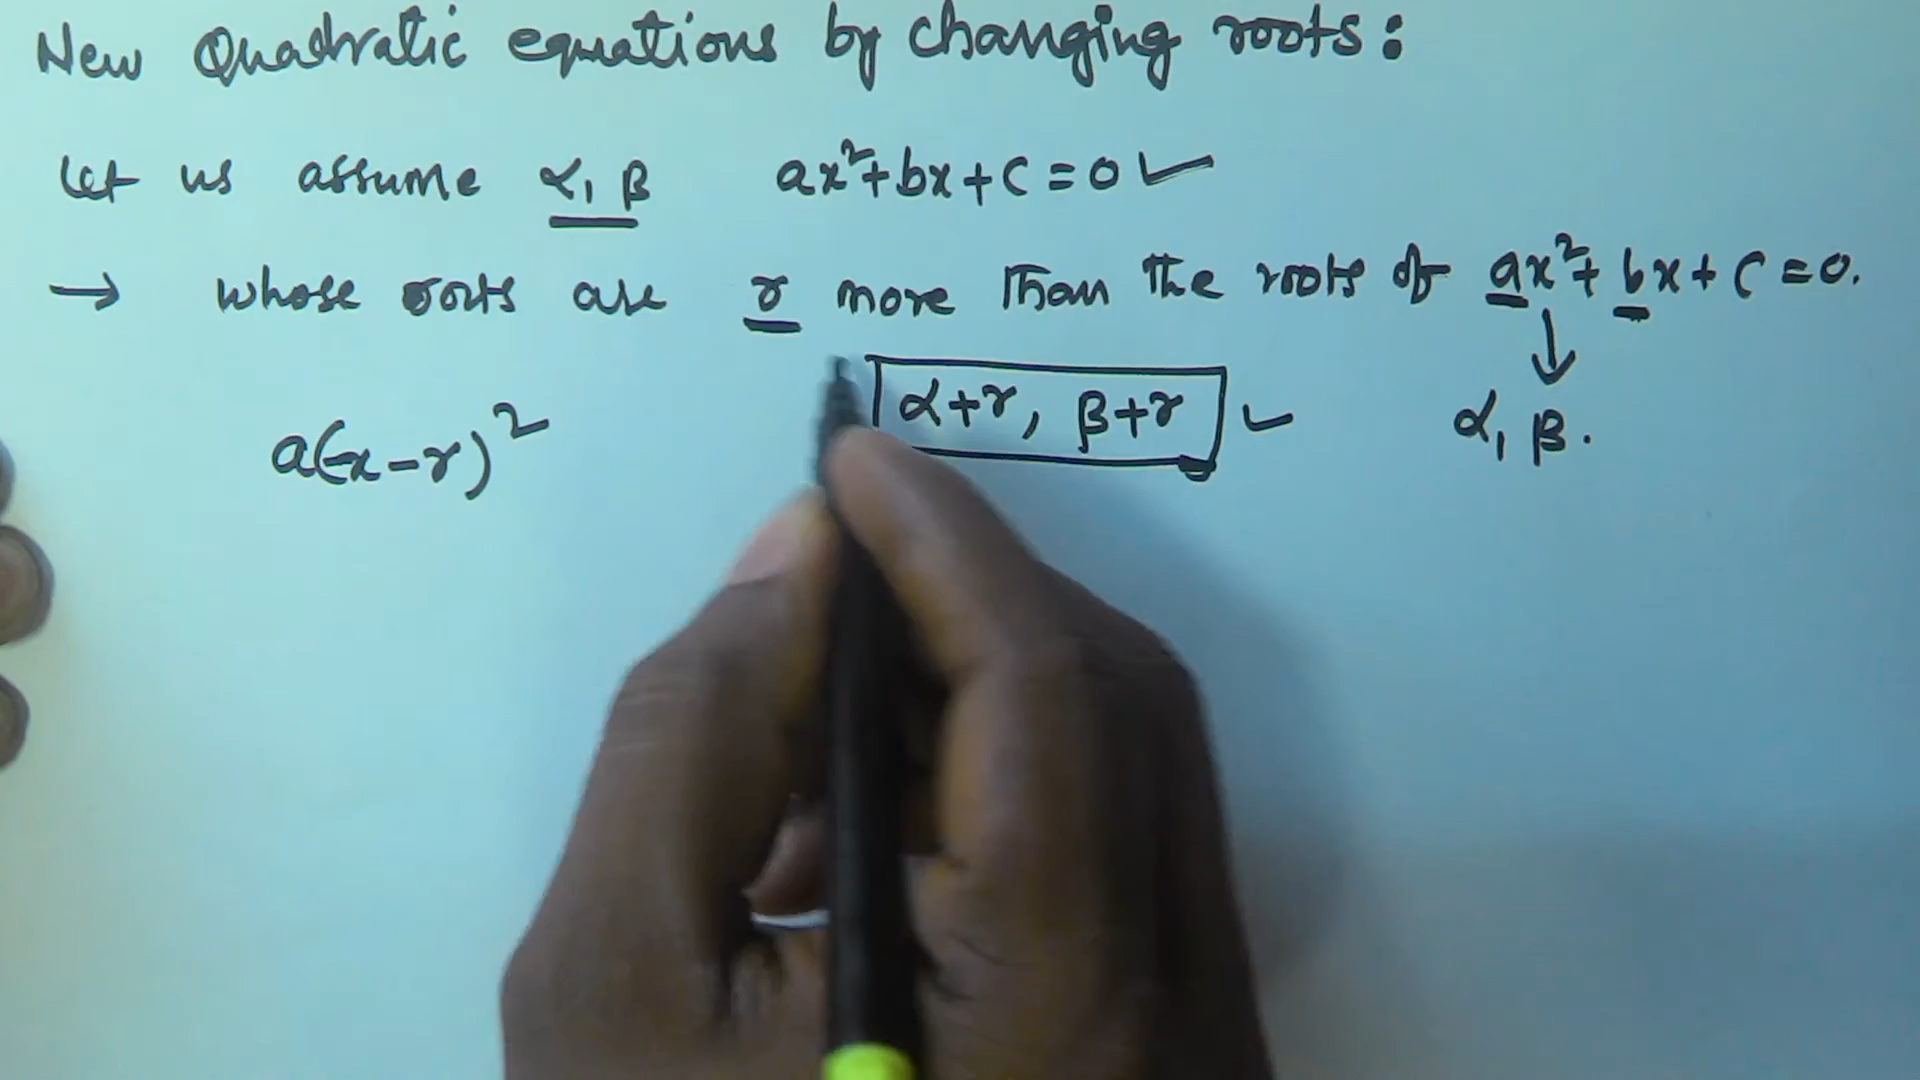 New Quadratic equations by changing roots:
Let us assume α, β ax²+bx+c=0 ✓
→ whose roots are r more than the roots of ax²+bx+c=0.
↓
a(x-r)² α+r, β+r ✓ α, β.